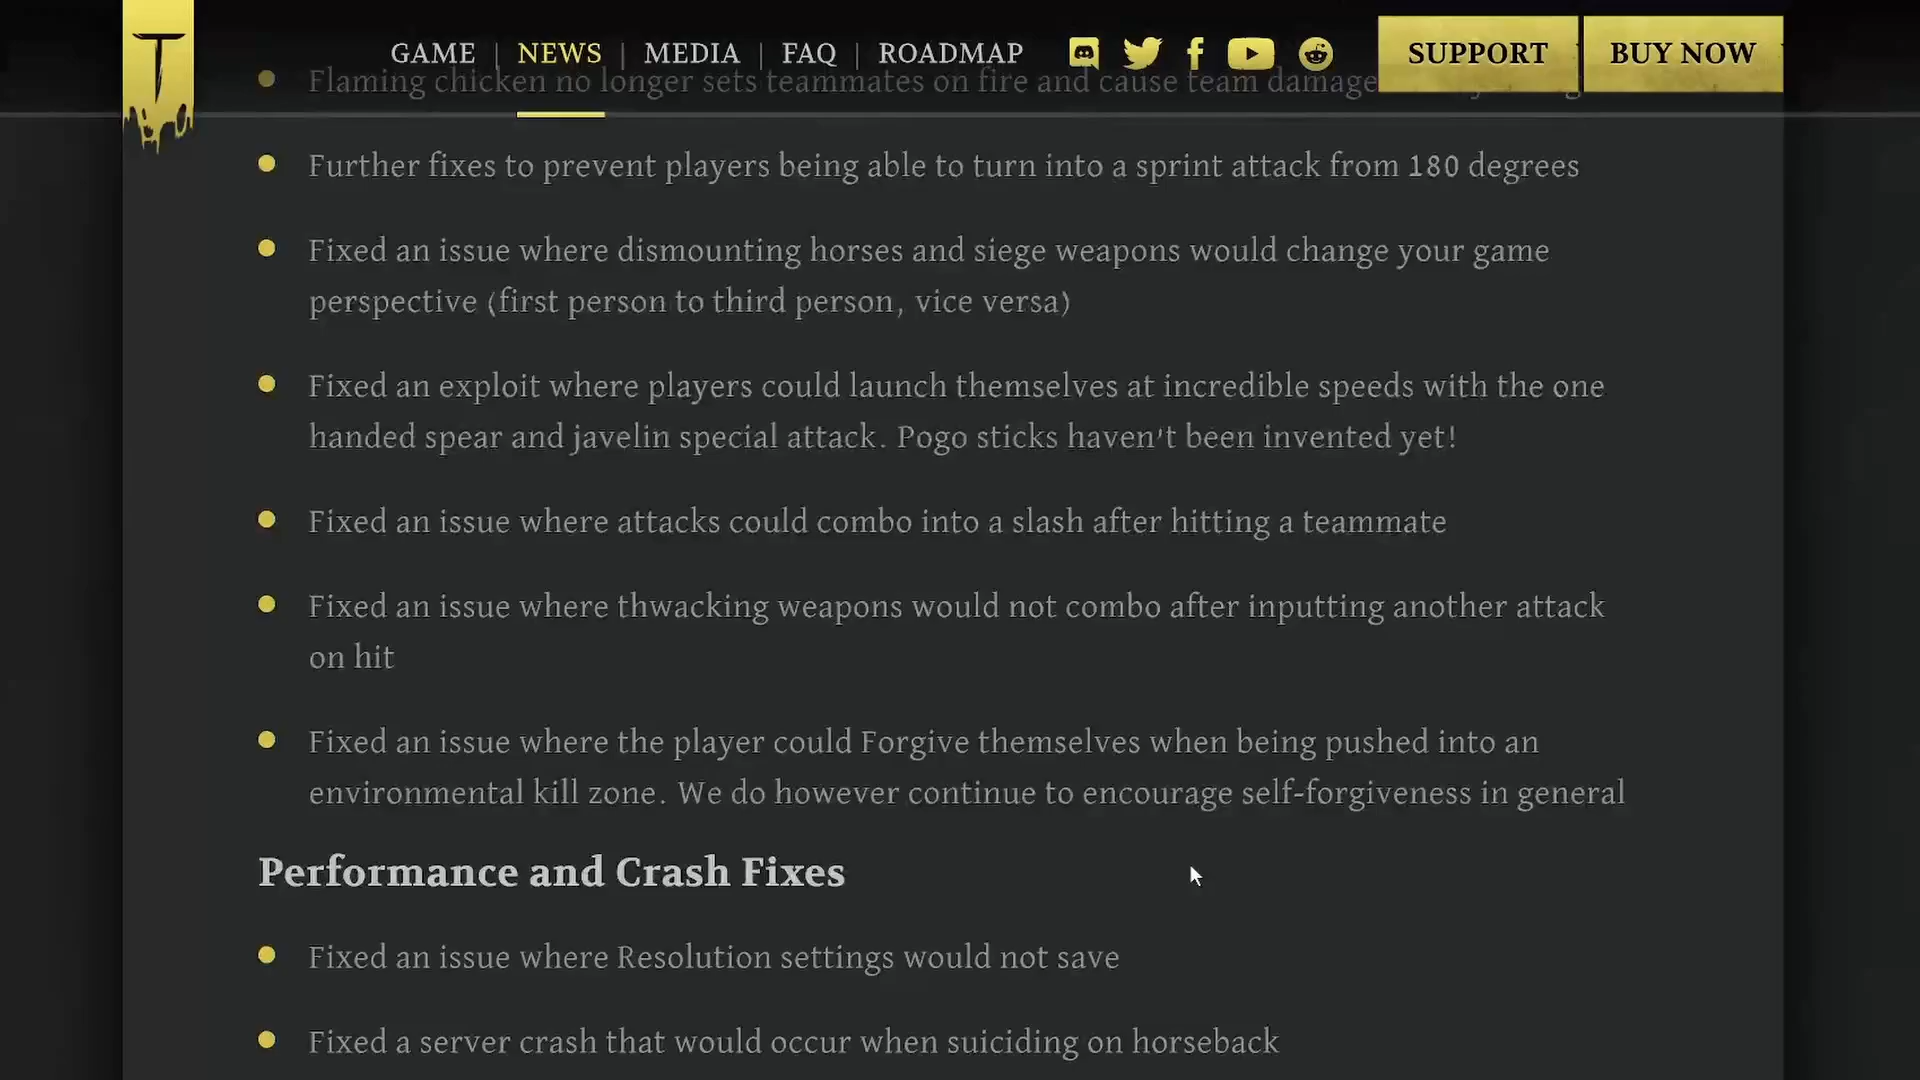 GAME | NEWS | MEDIA | FAQ | ROADMAP
SUPPORT
BUY NOW
Flaming chicken no longer sets teammates on fire and cause team damage
Further fixes to prevent players being able to turn into a sprint attack from 180 degrees
Fixed an issue where dismounting horses and siege weapons would change your game
perspective (first person to third person, vice versa)
Fixed an exploit where players could launch themselves at incredible speeds with the one
handed spear and javelin special attack. Pogo sticks haven't been invented yet!
Fixed an issue where attacks could combo into a slash after hitting a teammate
Fixed an issue where thwacking weapons would not combo after inputting another attack
on hit
Fixed an issue where the player could Forgive themselves when being pushed into an
environmental kill zone. We do however continue to encourage self-forgiveness in general
Performance and Crash Fixes
Fixed an issue where Resolution settings would not save
Fixed a server crash that would occur when suiciding on horseback